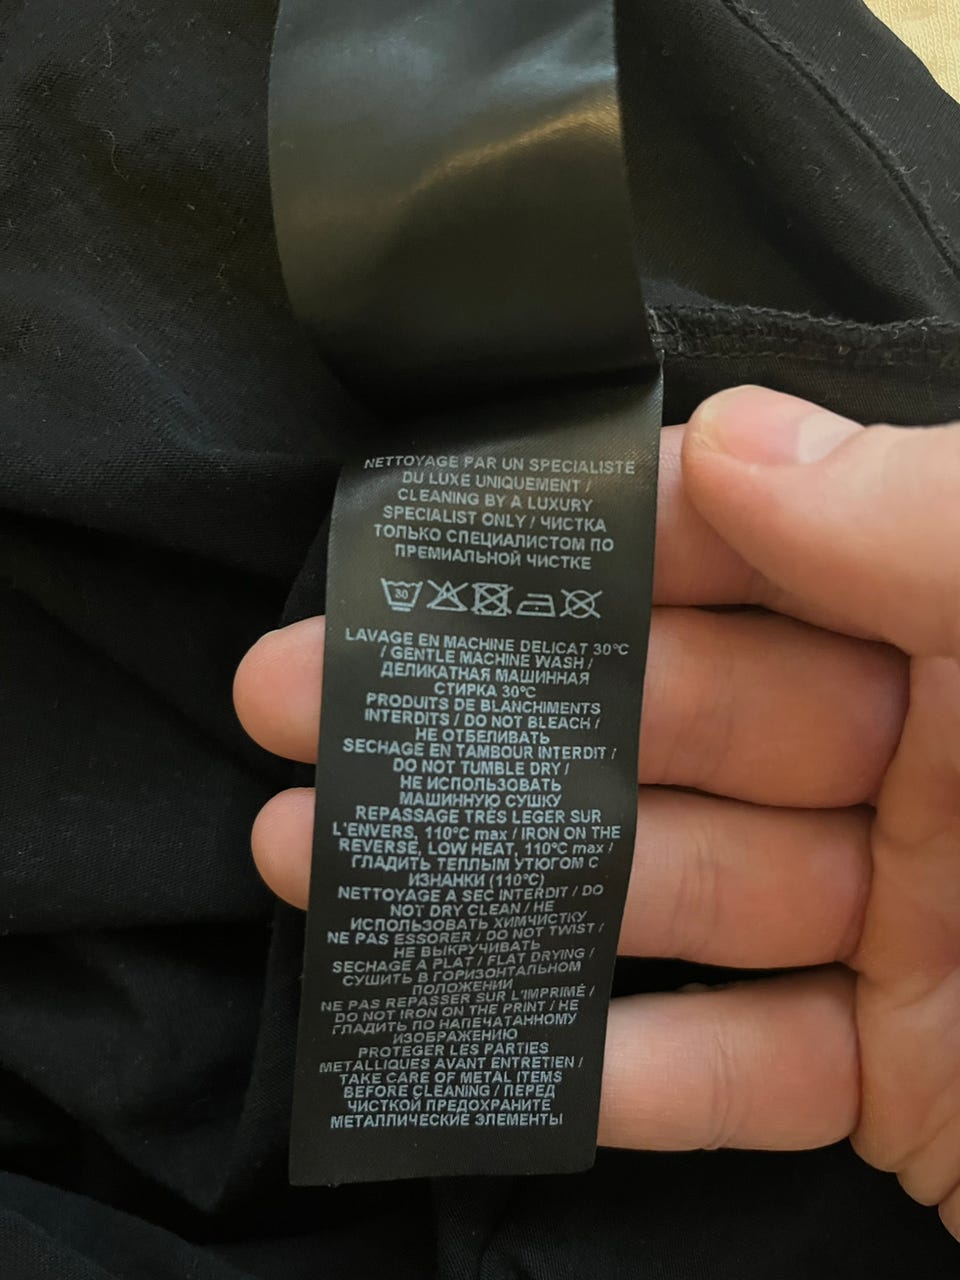 NETTOYAGE PAR UN SPECIALISTE
DU LUXE UNIQUEMENT /
CLEANING BY A LUXURY
SPECIALIST ONLY / ЧИСТКА
ТОЛЬКО СПЕЦИАЛИСТОМ ПО
ПРЕМИАЛЬНОЙ ЧИСТКЕ
30
LAVAGE EN MACHINE DELICAT 30°C
/ GENTLE MACHINE WASH /
ДЕЛИКАТНАЯ МАШИННАЯ
СТИРКА 30°C
PRODUITS DE BLANCHIMENTS
INTERDITS / DO NOT BLEACH /
НЕ ОТБЕЛИВАТЬ
SECHAGE EN TAMBOUR INTERDIT /
DO NOT TUMBLE DRY /
НЕ ИСПОЛЬЗОВАТЬ
МАШИННУЮ СУШКУ
REPASSAGE TRÈS LEGER SUR
L'ENVERS, 110°C max / IRON ON THE
REVERSE, LOW HEAT, 110°C max /
ГЛАДИТЬ ТЕПЛЫМ УТЮГОМ С
ИЗНАНКИ (110°C)
NETTOYAGE A SEC INTERDIT / DO
NOT DRY CLEAN / НЕ
ИСПОЛЬЗОВАТЬ ХИМЧИСТКУ
NE PAS ESSORER / DO NOT TWIST /
НЕ ВЫКРУЧИВАТЬ
SECHAGE A PLAT / FLAT DRYING /
СУШИТЬ В ГОРИЗОНТАЛЬНОМ
ПОЛОЖЕНИИ
NE PAS REPASSER SUR L'IMPRIMÉ /
DO NOT IRON ON THE PRINT / НЕ
ГЛАДИТЬ ПО НАПЕЧАТАННОМУ
ИЗОБРАЖЕНИЮ
PROTEGER LES PARTIES
METALLIQUES AVANT ENTRETIEN /
TAKE CARE OF METAL ITEMS
BEFORE CLEANING / ПЕРЕД
ЧИСТКОЙ ПРЕДОХРАНИТЕ
МЕТАЛЛИЧЕСКИЕ ЭЛЕМЕНТЫ